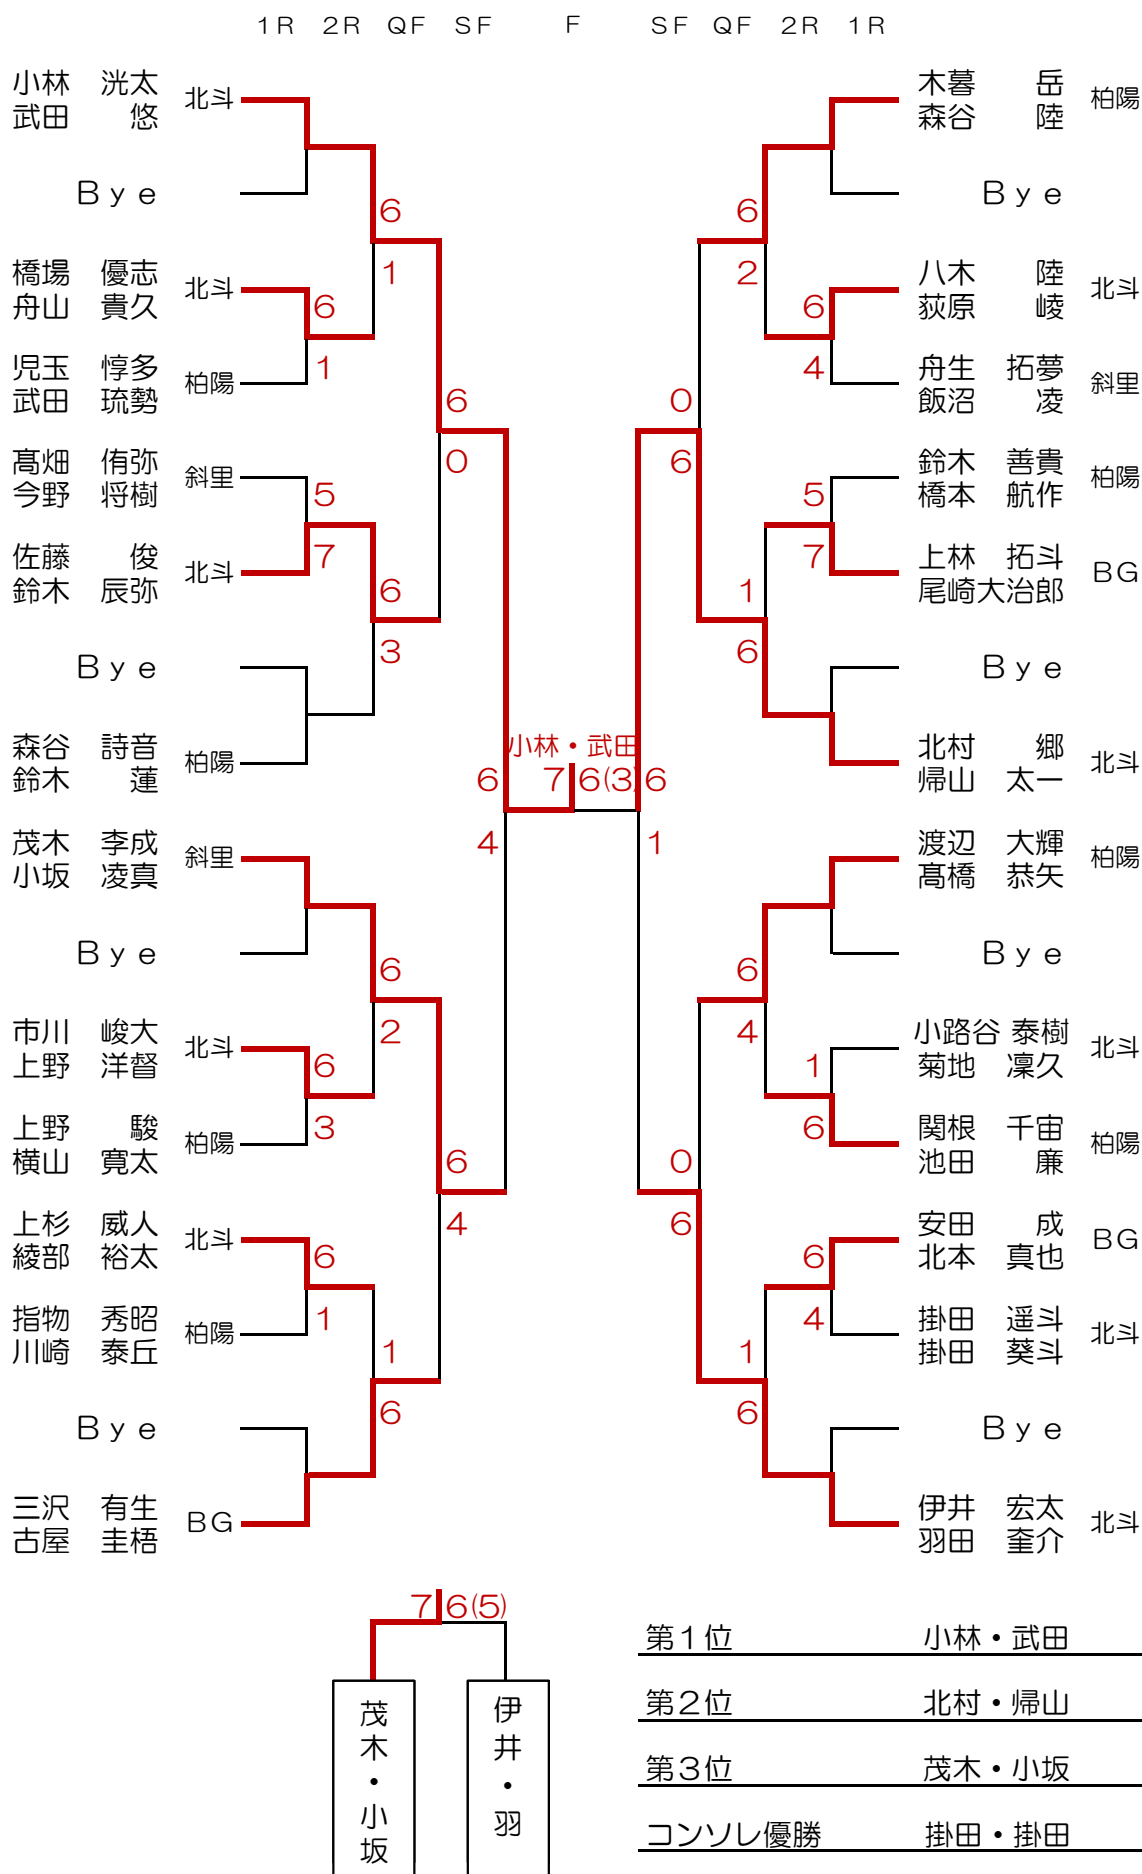 1R 2R QF SF F SF QF 2R 1R
小林 洸太
武田 悠
北斗
Bye
6
1
橋場 優志
舟山 貴久
北斗
6
1
児玉 惇多
武田 琉勢
柏陽
6
0
髙畑 侑弥
今野 将樹
斜里
5
7
佐藤 俊
鈴木 辰弥
北斗
6
3
Bye
森谷 詩音
鈴木 蓮
柏陽
6
4
茂木 李成
小坂 凌真
斜里
Bye
6
2
市川 峻大
上野 洋督
北斗
6
3
上野 駿
横山 寛太
柏陽
6
4
上杉 威人
綾部 裕太
北斗
6
1
指物 秀昭
川崎 泰丘
柏陽
1
6
Bye
三沢 有生
古屋 圭梧
BG
小林・武田
7 6(3)
木暮 岳
森谷 陸
柏陽
Bye
6
2
八木 陸
荻原 崚
北斗
6
4
舟生 拓夢
飯沼 凌
斜里
0
6
鈴木 善貴
橋本 航作
柏陽
5
7
上林 拓斗
尾崎大治郎
BG
1
6
Bye
北村 郷
帰山 太一
北斗
6
1
渡辺 大輝
髙橋 恭矢
柏陽
Bye
6
4
小路谷 泰樹
菊地 凜久
北斗
1
6
関根 千宙
池田 廉
柏陽
0
6
安田 成
北本 真也
BG
6
4
掛田 遥斗
掛田 葵斗
北斗
1
6
Bye
伊井 宏太
羽田 奎介
北斗
7 6(5)
茂木・小坂
伊井・羽
第1位 小林・武田
第2位 北村・帰山
第3位 茂木・小坂
コンソレ優勝 掛田・掛田